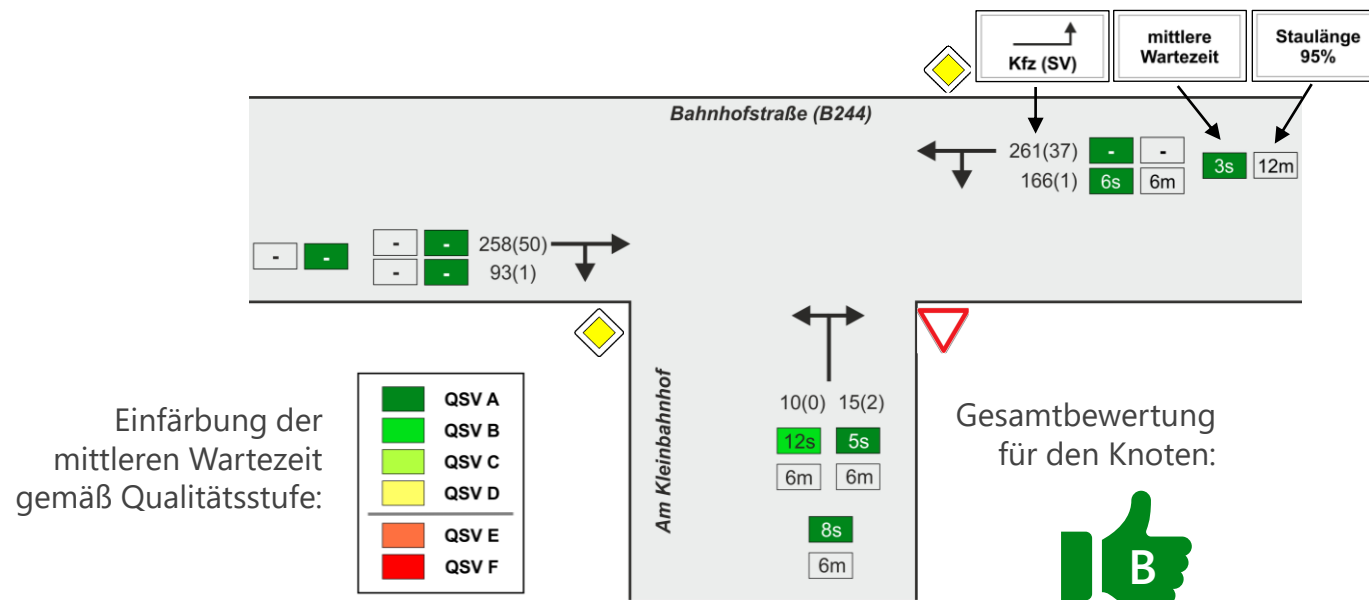 Kfz (SV)
mittlere
Wartezeit
Staulänge
95%
Bahnhofstraße (B244)
261(37) - -
166(1) 6s 6m
3s 12m
- -
- - 258(50)
- - 93(1)
Am Kleinbahnhof
10(0) 15(2)
12s 5s
6m 6m
8s
6m
Einfärbung der
mittleren Wartezeit
gemäß Qualitätsstufe:
QSV A
QSV B
QSV C
QSV D
QSV E
QSV F
Gesamtbewertung
für den Knoten:
B